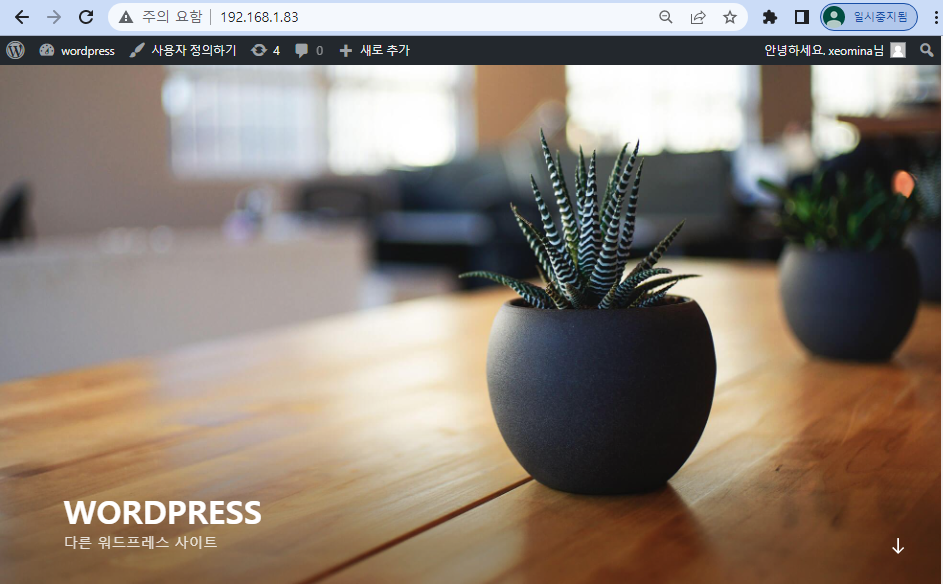 주의 요함 192.168.1.83 일시중지됨
wordpress 사용자 정의하기 4 0 새로 추가 안녕하세요, xeomina님
WORDPRESS
다른 워드프레스 사이트